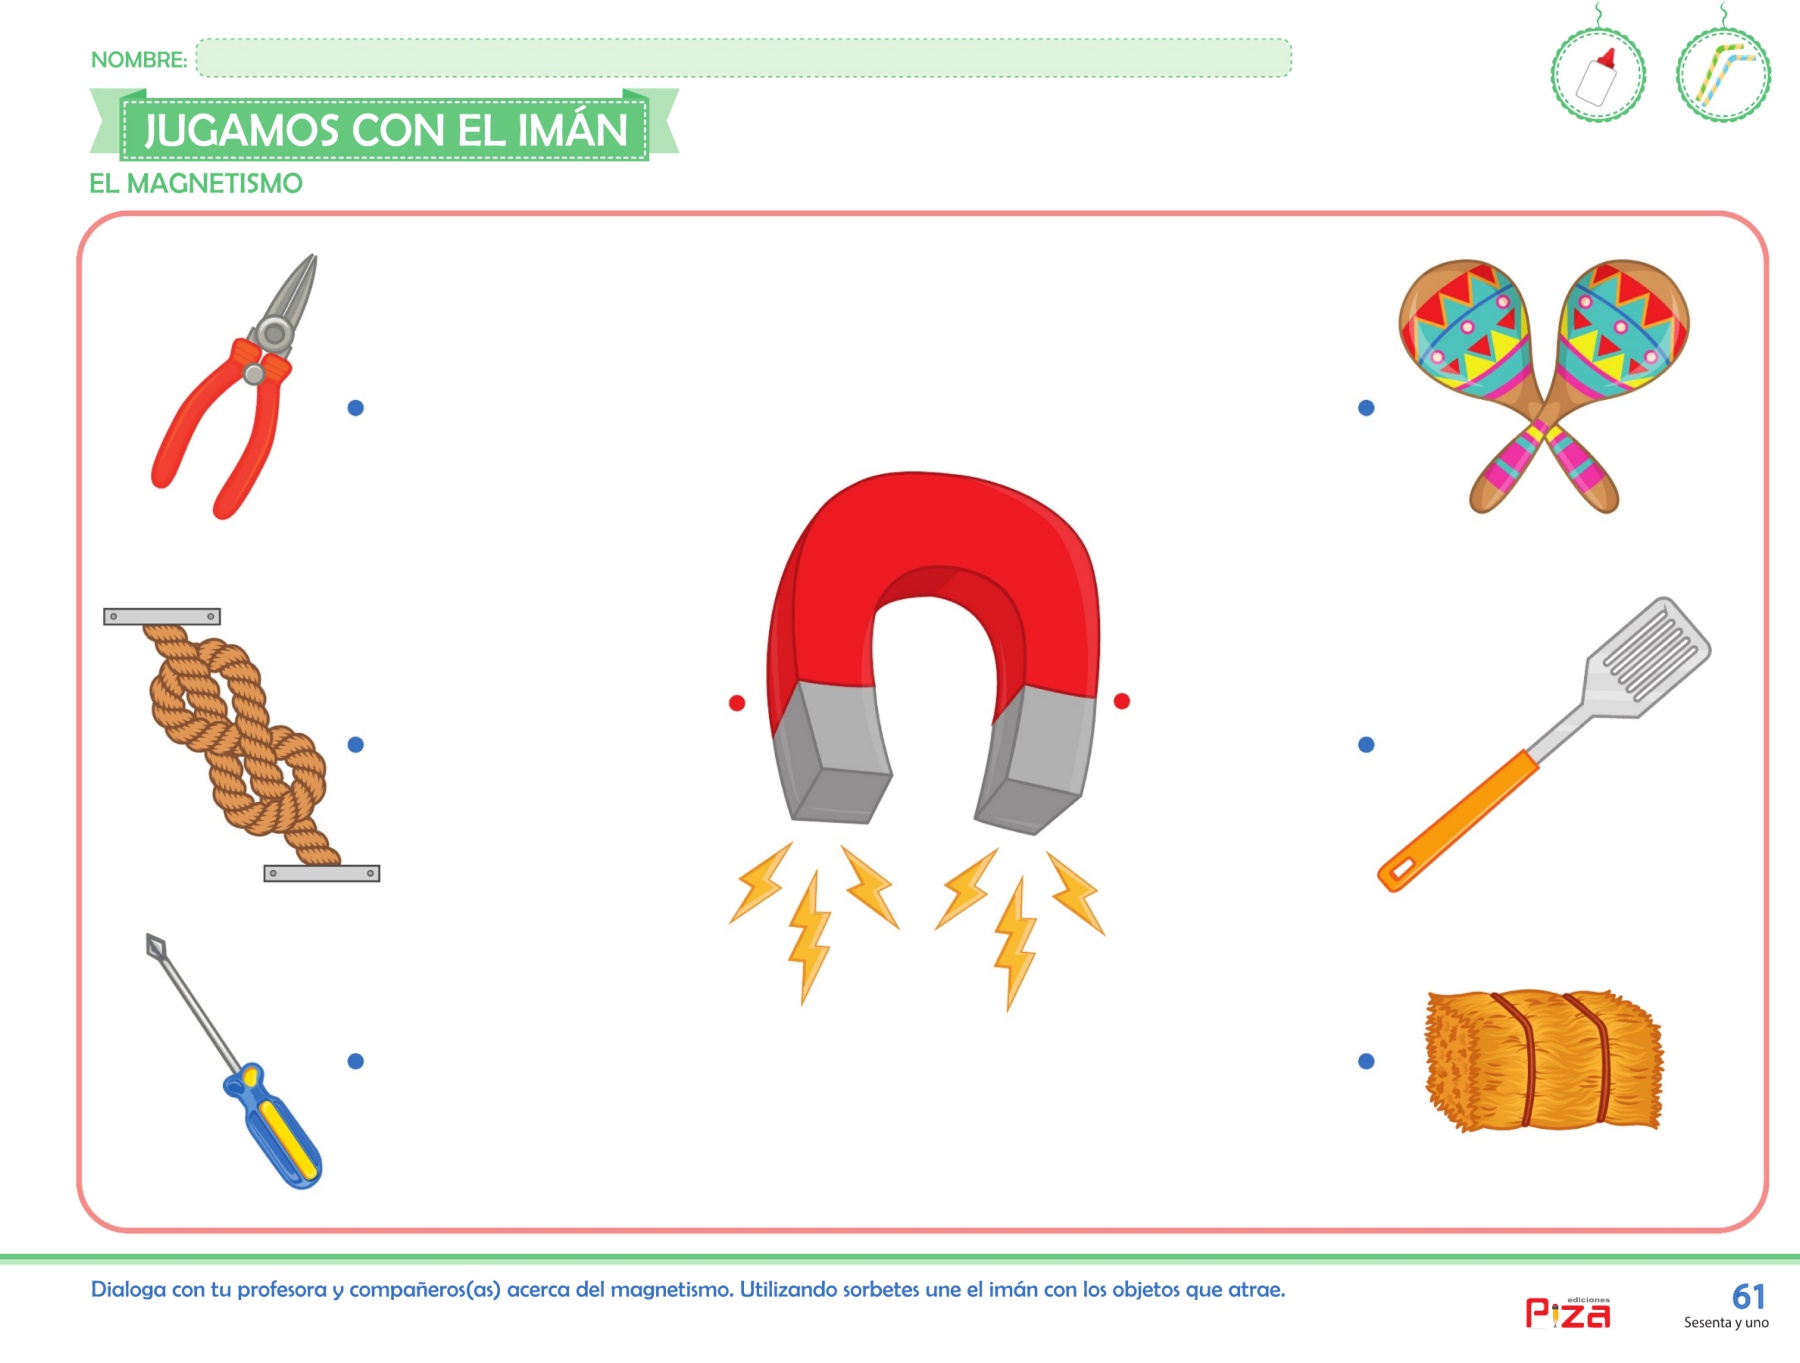 NOMBRE:
JUGAMOS CON EL IMÁN
EL MAGNETISMO
Dialoga con tu profesora y compañeros(as) acerca del magnetismo. Utilizando sorbetes une el imán con los objetos que atrae.
ediciones
Piza
61
Sesenta y uno